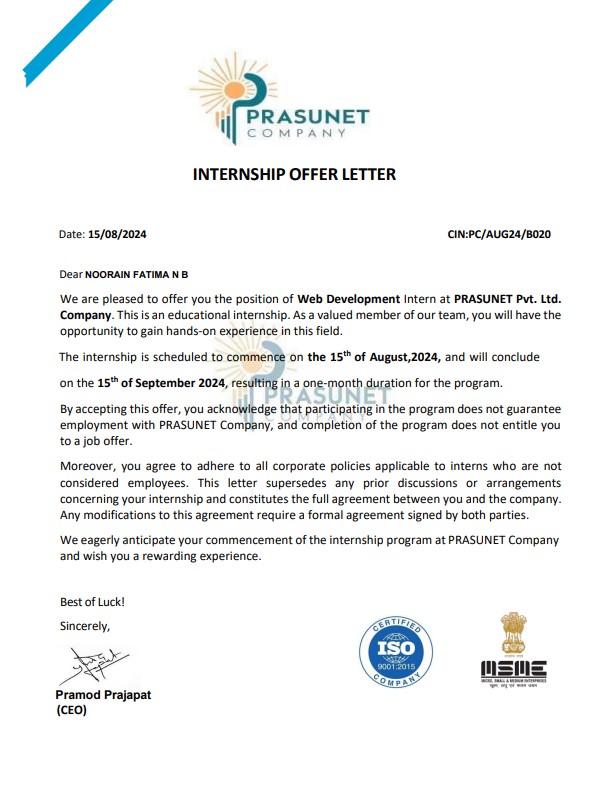 PRASUNET
COMPANY
INTERNSHIP OFFER LETTER
Date: 15/08/2024 CIN:PC/AUG24/B020
Dear NOORAIN FATIMA N B
We are pleased to offer you the position of Web Development Intern at PRASUNET Pvt. Ltd.
Company. This is an educational internship. As a valued member of our team, you will have the
opportunity to gain hands-on experience in this field.
The internship is scheduled to commence on the 15th of August,2024, and will conclude
on the 15th of September 2024, resulting in a one-month duration for the program.
PRASUNET
COMPANY
By accepting this offer, you acknowledge that participating in the program does not guarantee
employment with PRASUNET Company, and completion of the program does not entitle you
to a job offer.
Moreover, you agree to adhere to all corporate policies applicable to interns who are not
considered employees. This letter supersedes any prior discussions or arrangements
concerning your internship and constitutes the full agreement between you and the company.
Any modifications to this agreement require a formal agreement signed by both parties.
We eagerly anticipate your commencement of the internship program at PRASUNET Company
and wish you a rewarding experience.
Best of Luck!
Sincerely,
Pramod Prajapat
(CEO)
CERTIFIED
ISO
9001:2015
COMPANY
MSME
MICRO, SMALL & MEDIUM ENTERPRISES
सूक्ष्म, लघु एवं मध्यम उद्यम